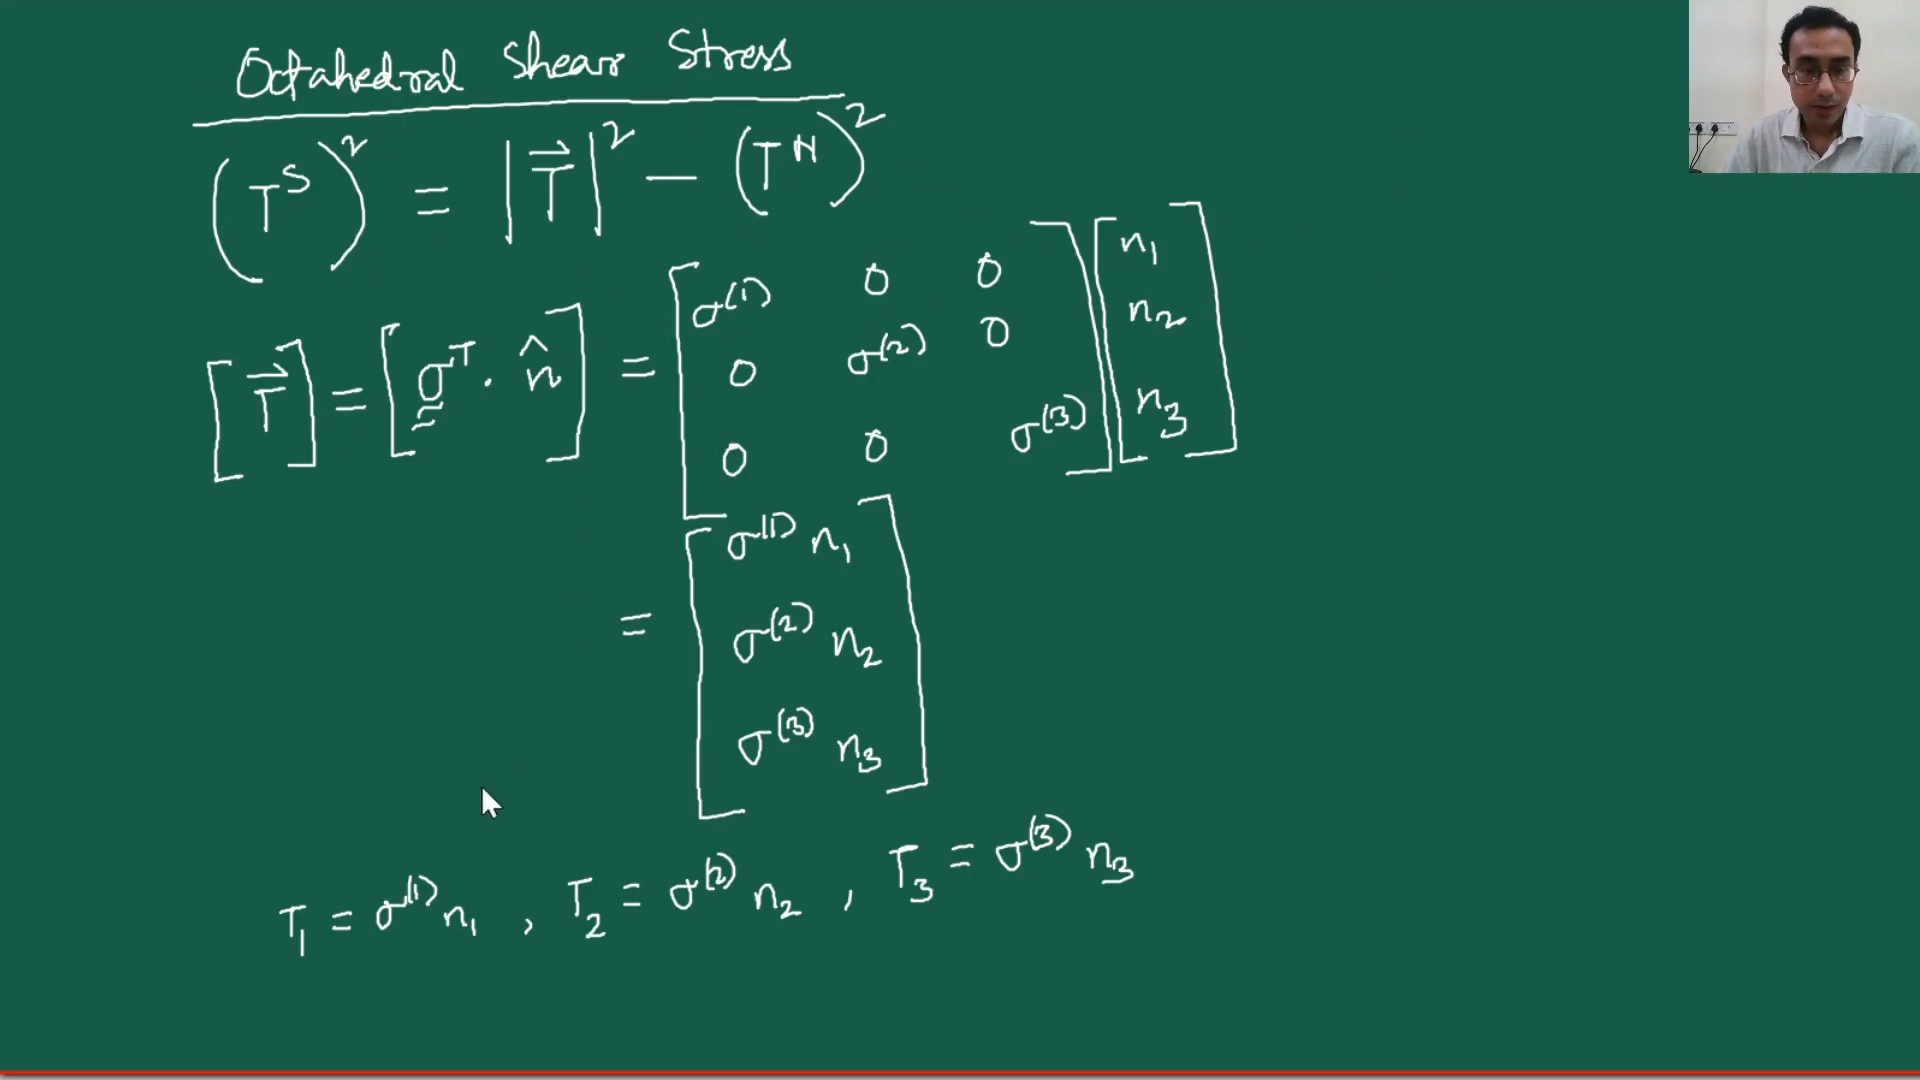 Octahedral Shear Stress
(T^S)^2 = |T⃗|^2 − (T^N)^2
[T⃗] = [σ^T · n̂] = [σ^(1) 0 0; 0 σ^(2) 0; 0 0 σ^(3)] [n₁; n₂; n₃]
= [σ^(1) n₁; σ^(2) n₂; σ^(3) n₃]
T₁ = σ^(1) n₁ , T₂ = σ^(2) n₂ , T₃ = σ^(3) n₃